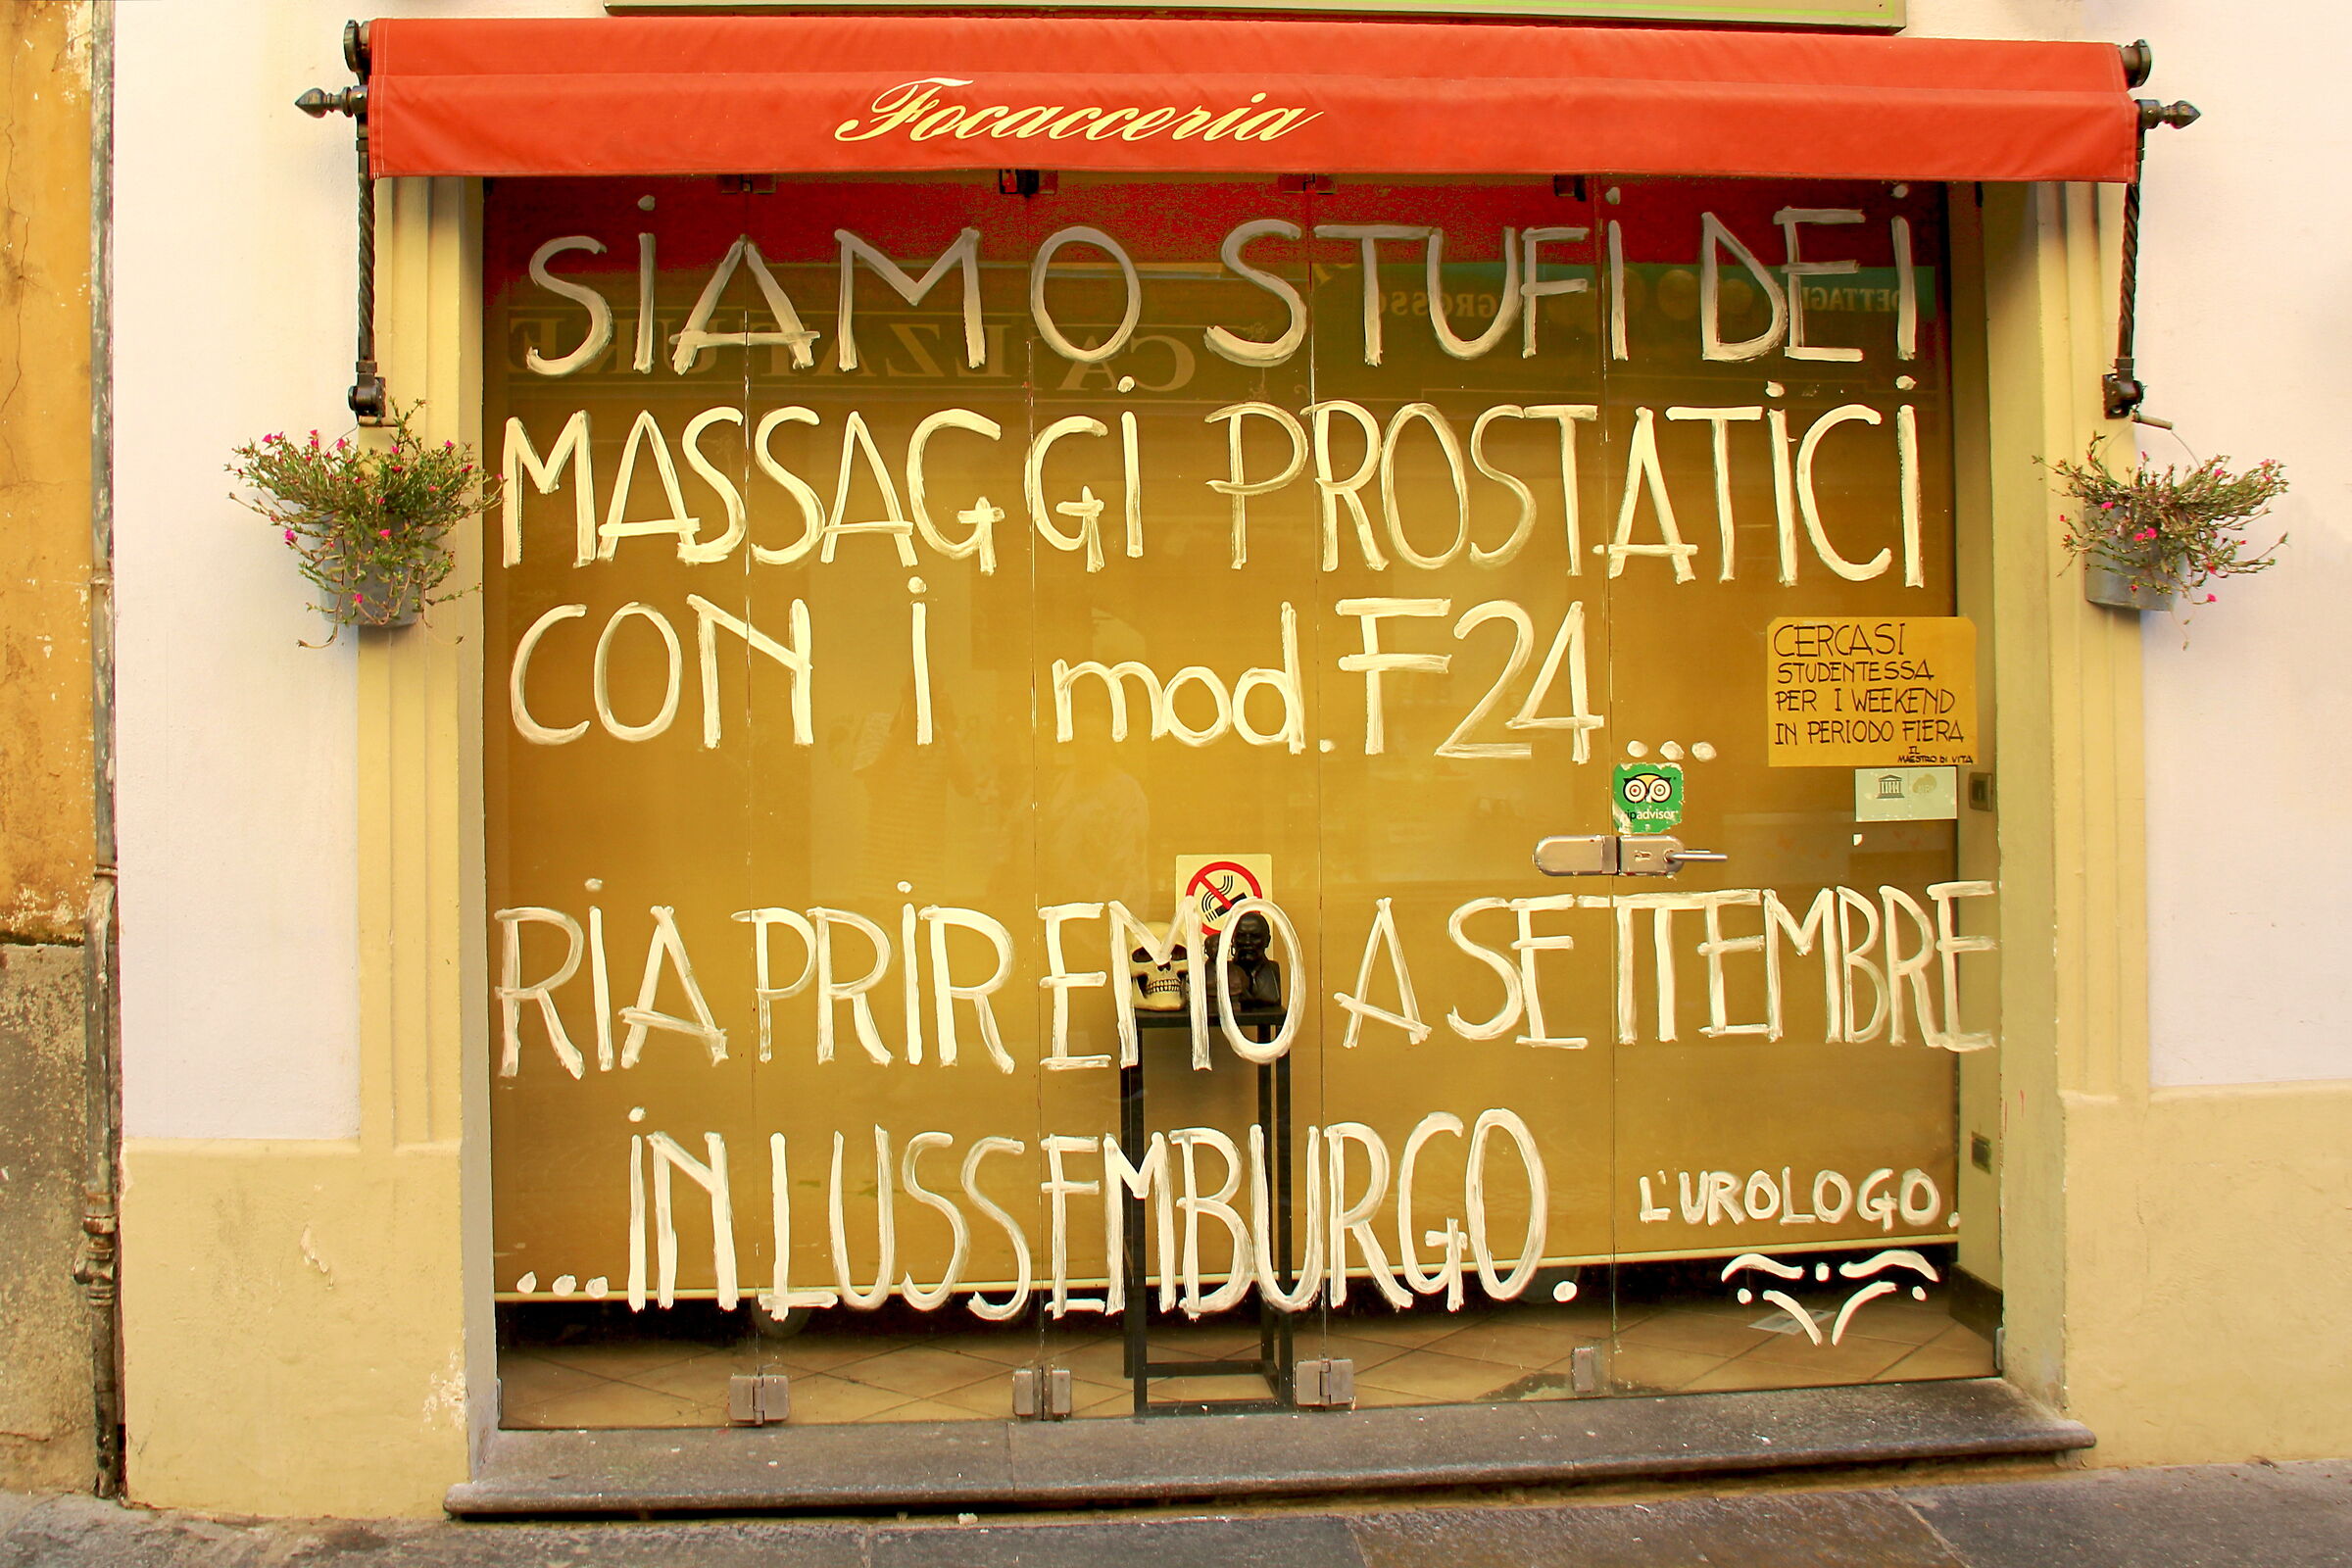 Focacceria
SiAMO STUFi DEi
MASSAGGi PROSTATiCi
CON i mod. F24...
CERCASI
STUDENTESSA
PER I WEEKEND
IN PERIODO FIERA
IL
MAESTRO DI VITA
tripadvisor
RiAPRiREMO A SETTEMBRE
...iN LUSSEMBURGO.
L'UROLOGO.